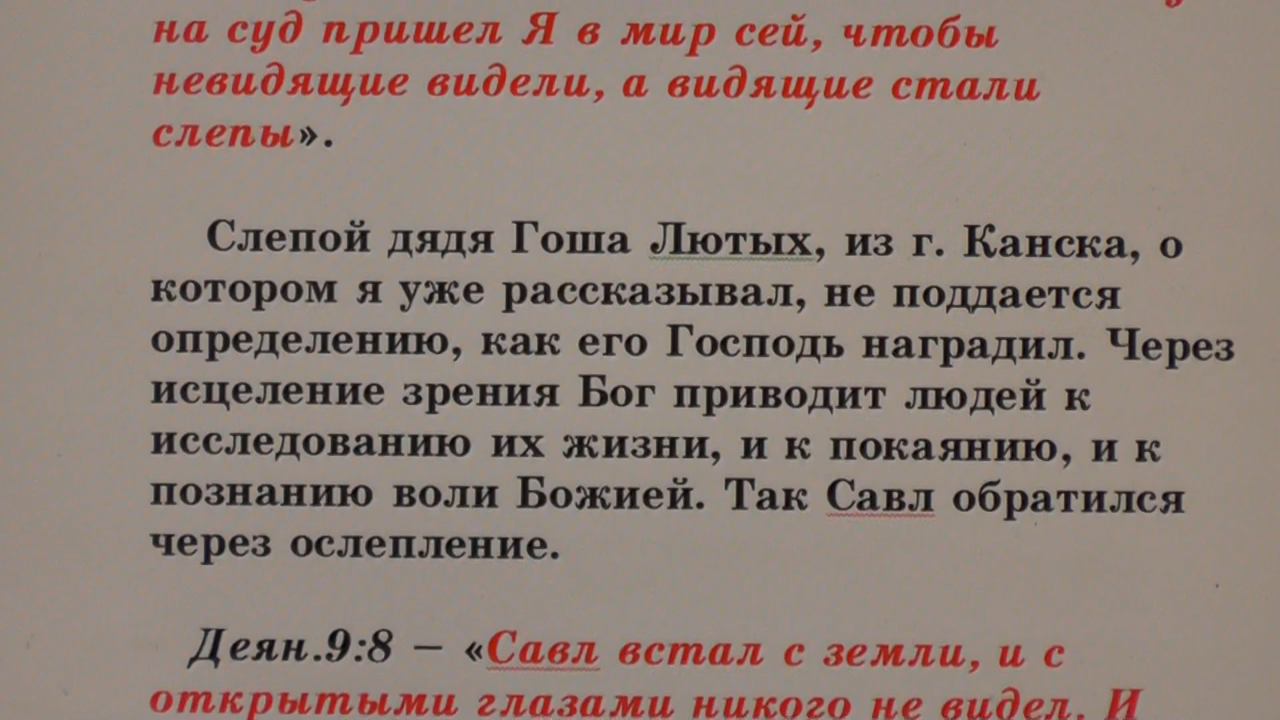 на суд пришел Я в мир сей, чтобы
невидящие видели, а видящие стали
слепы».
Слепой дядя Гоша Лютых, из г. Канска, о
котором я уже рассказывал, не поддается
определению, как его Господь наградил. Через
исцеление зрения Бог приводит людей к
исследованию их жизни, и к покаянию, и к
познанию воли Божией. Так Савл обратился
через ослепление.
Деян.9:8 – «Савл встал с земли, и с
открытыми глазами никого не видел. И